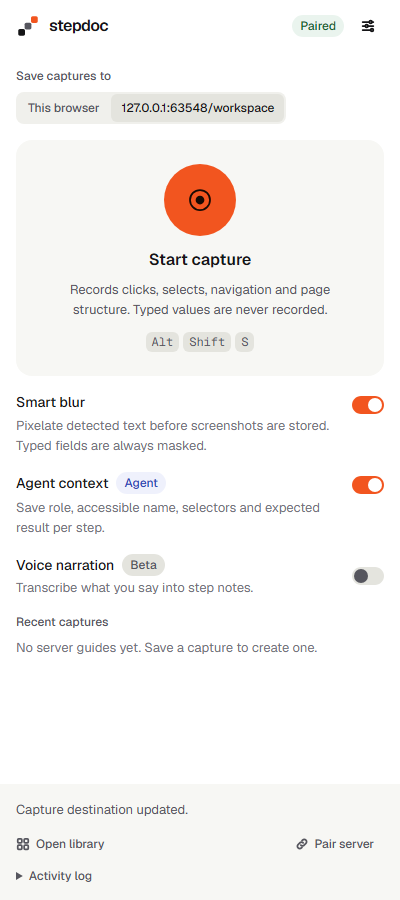 stepdoc
Paired
Save captures to
This browser
127.0.0.1:63548/workspace
Start capture
Records clicks, selects, navigation and page
structure. Typed values are never recorded.
Alt Shift S
Smart blur
Pixelate detected text before screenshots are stored.
Typed fields are always masked.
Agent context Agent
Save role, accessible name, selectors and expected
result per step.
Voice narration Beta
Transcribe what you say into step notes.
Recent captures
No server guides yet. Save a capture to create one.
Capture destination updated.
Open library
Pair server
Activity log